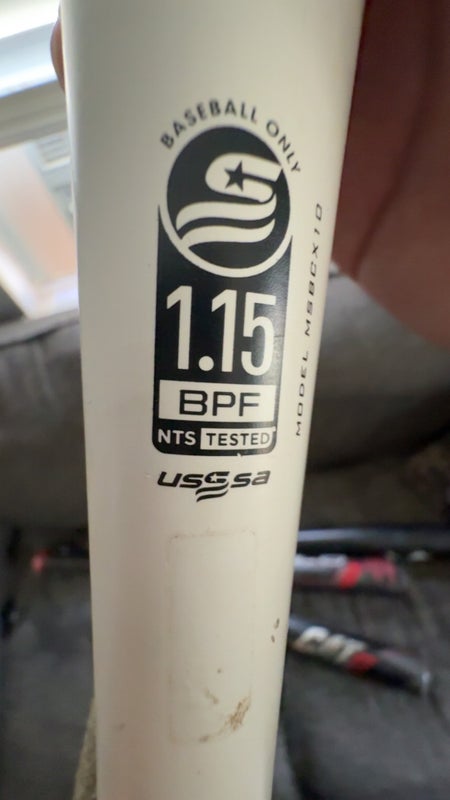 BASEBALL ONLY
1.15
BPF
NTS TESTED
USSSA
MODEL MSBCX10